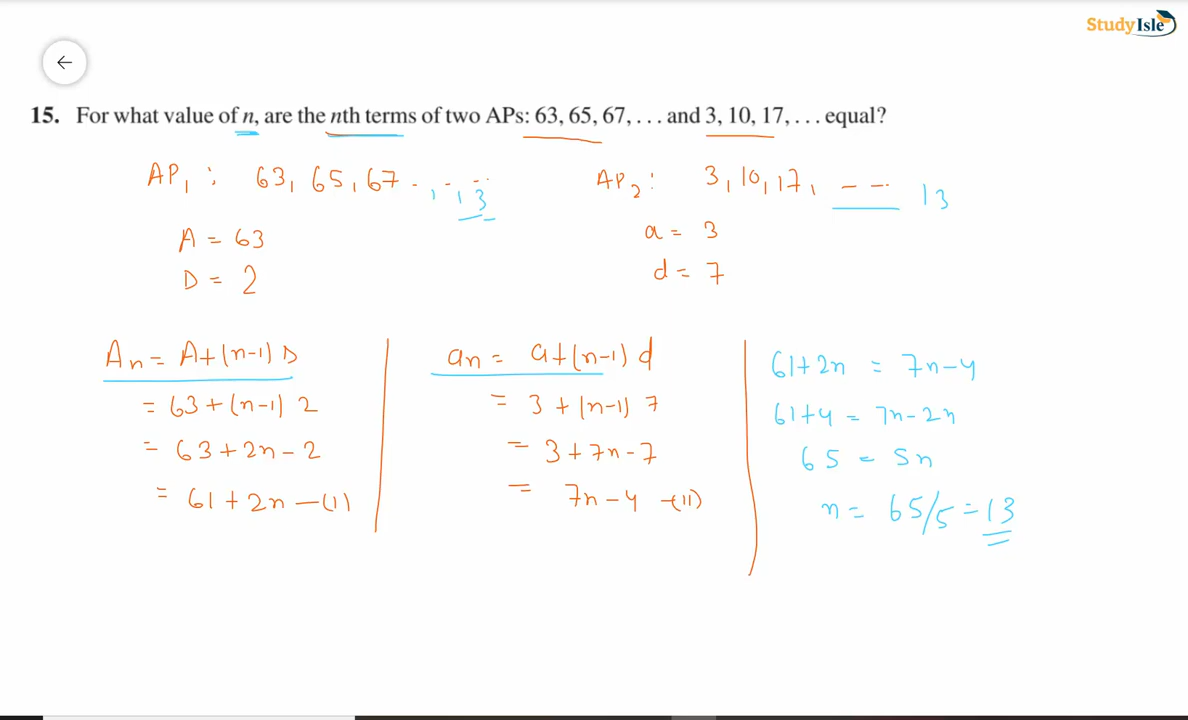 StudyIsle
15. For what value of n, are the nth terms of two APs: 63, 65, 67, . . . and 3, 10, 17, . . . equal?
AP1 : 63, 65, 67 - , - - 13
AP2 : 3, 10, 17, - - - 13
A = 63
D = 2
a = 3
d = 7
An = A+(n-1) D
= 63+(n-1) 2
= 63+2n-2
= 61+2n -(1)
an = a+(n-1) d
= 3+(n-1) 7
= 3+7n-7
= 7n-4 -(11)
61+2n = 7n-4
61+4 = 7n-2n
65 = 5n
n = 65/5 = 13